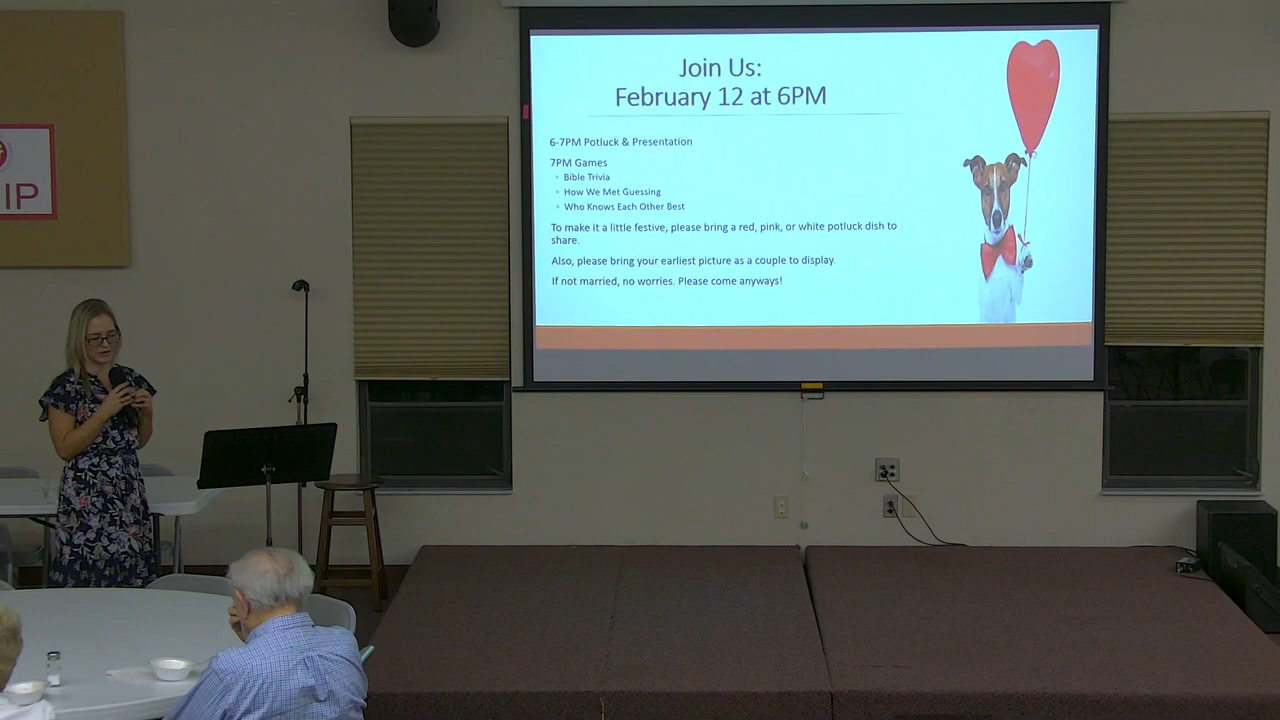 IP
Join Us:
February 12 at 6PM
6-7PM Potluck & Presentation
7PM Games
Bible Trivia
How We Met Guessing
Who Knows Each Other Best
To make it a little festive, please bring a red, pink, or white potluck dish to
share.
Also, please bring your earliest picture as a couple to display.
If not married, no worries. Please come anyways!